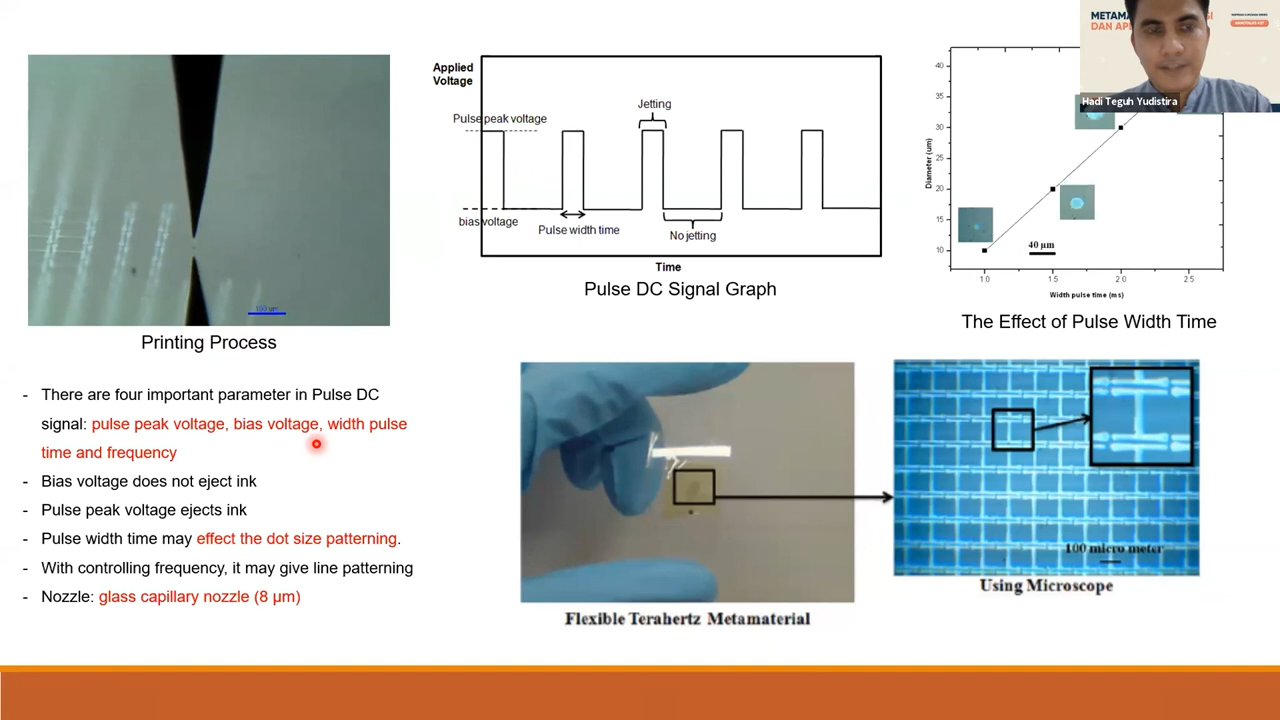 METAMA
DAN AP
Hadi Teguh Yudistira
100 µm
Printing Process
Applied
Voltage
Pulse peak voltage
Jetting
bias voltage
Pulse width time
No jetting
Time
Pulse DC Signal Graph
Diameter (um)
40
35
30
25
20
15
10
40 µm
1.0 1.5 2.0 2.5
Width pulse time (ms)
The Effect of Pulse Width Time
- There are four important parameter in Pulse DC
signal: pulse peak voltage, bias voltage, width pulse
time and frequency
- Bias voltage does not eject ink
- Pulse peak voltage ejects ink
- Pulse width time may effect the dot size patterning.
- With controlling frequency, it may give line patterning
- Nozzle: glass capillary nozzle (8 µm)
Flexible Terahertz Metamaterial
100 micro meter
Using Microscope